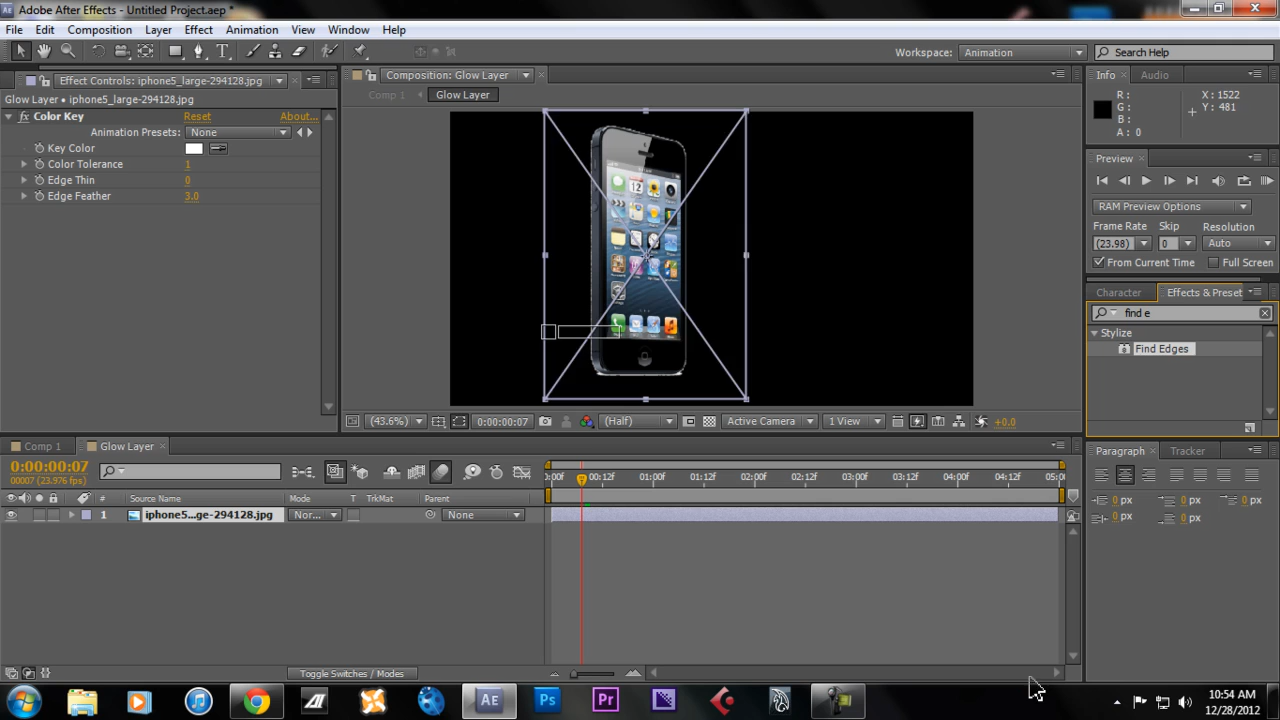 Adobe After Effects - Untitled Project.aep *
File Edit Composition Layer Effect Animation View Window Help
Workspace: Animation Search Help
Effect Controls: iphone5_large-294128.jpg
Glow Layer • iphone5_large-294128.jpg
fx Color Key Reset About...
Animation Presets: None
Key Color
Color Tolerance 1
Edge Thin 0
Edge Feather 3.0
Composition: Glow Layer
Comp 1 Glow Layer
(43.6%) 0:00:00:07 (Half) Active Camera 1 View +0.0
Info Audio
R : X : 1522
G : Y : 481
B :
A : 0
Preview
RAM Preview Options
Frame Rate Skip Resolution
(23.98) 0 Auto
From Current Time Full Screen
Character Effects & Preset
find e
Stylize
Find Edges
Paragraph Tracker
0 px 0 px 0 px
0 px 0 px
Comp 1 Glow Layer
0:00:00:07
00007 (23.976 fps)
:00f 00:12f 01:00f 01:12f 02:00f 02:12f 03:00f 03:12f 04:00f 04:12f 05:0
# Source Name Mode T TrkMat Parent
1 iphone5...ge-294128.jpg Nor... None
Toggle Switches / Modes
Ae Ps Pr
10:54 AM
12/28/2012